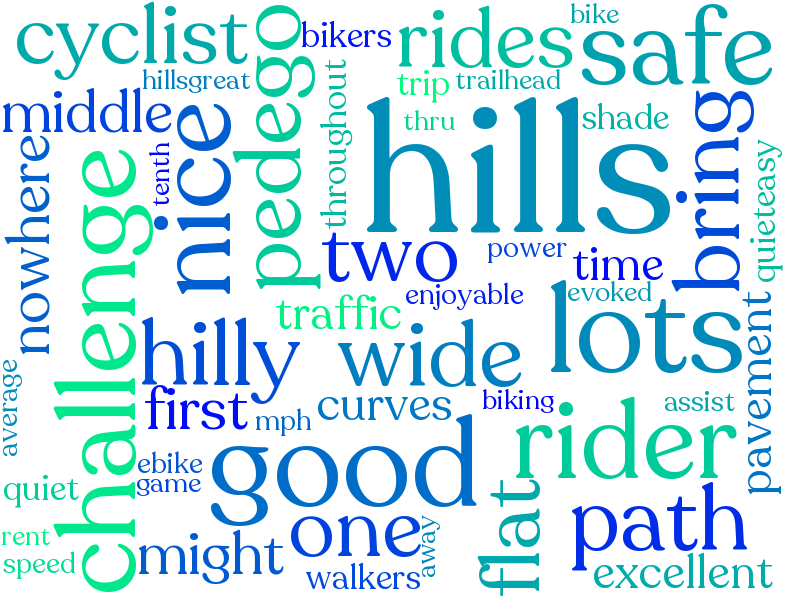 cyclist
pedego
bikers
rides
bike
safe
hillsgreat
trip
trailhead
middle
nice
throughout
hills
thru
shade
bring
nowhere
challenge
tenth
quieteasy
two
power
time
enjoyable
evoked
traffic
lots
hilly
wide
pavement
average
first
mph
curves
biking
assist
rider
good
ebike
game
quiet
flat
path
one
away
rent
speed
might
walkers
excellent